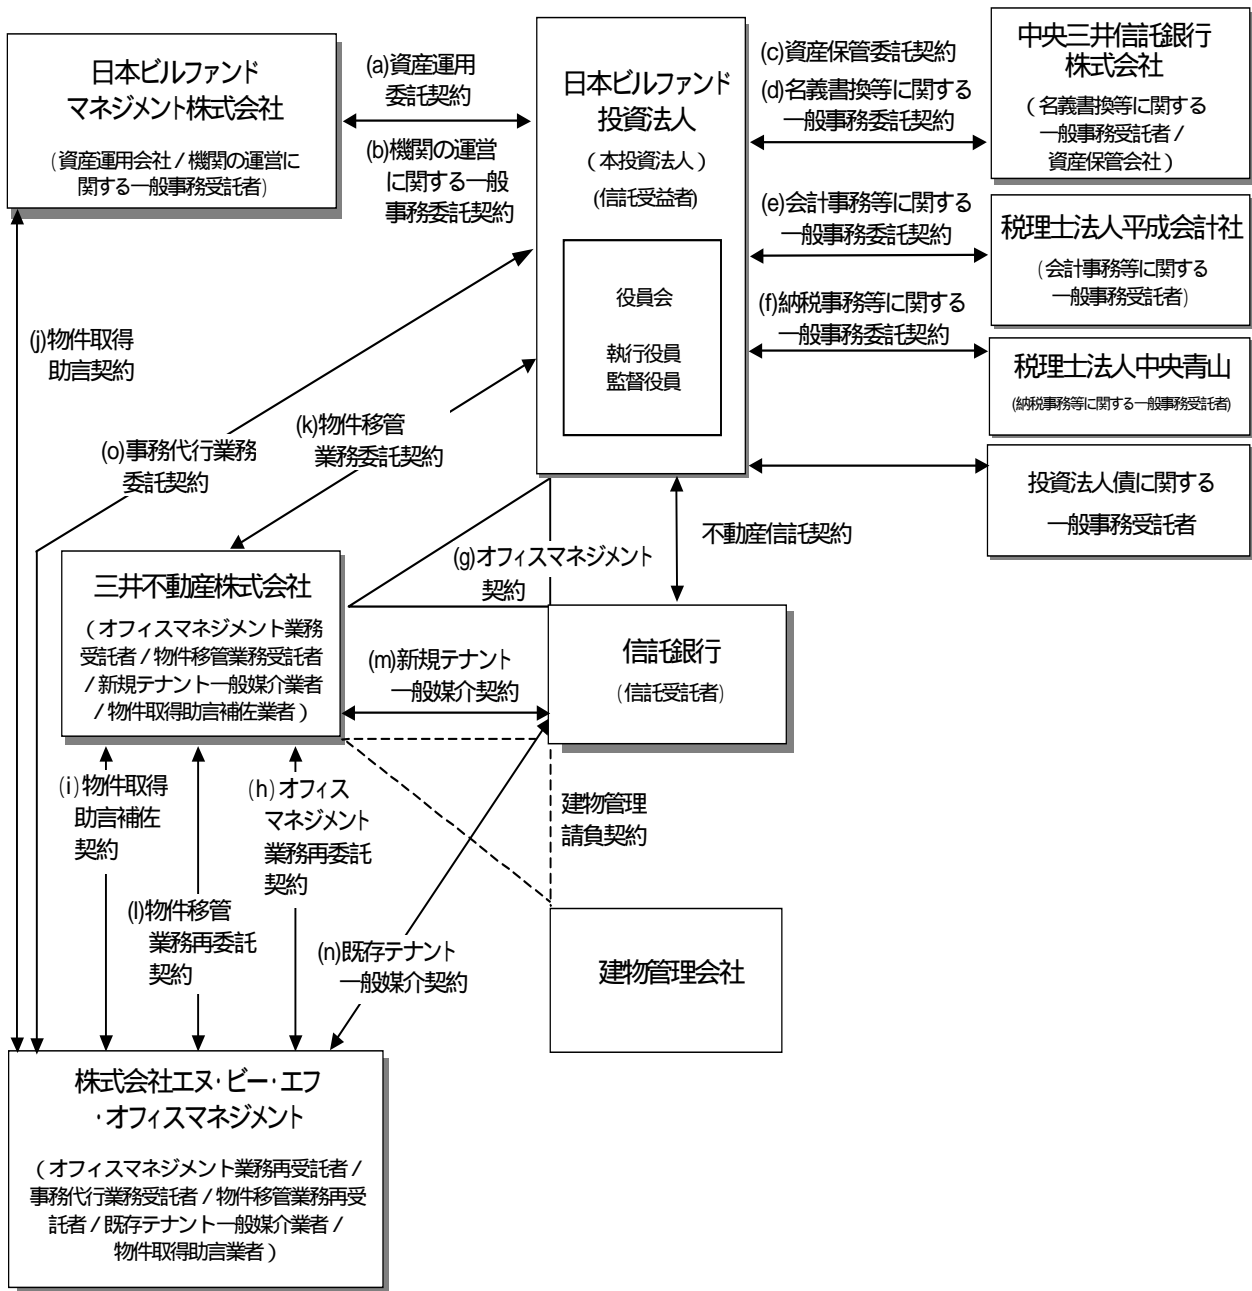 日本ビルファンド
マネジメント株式会社
(資産運用会社/機関の運営に
関する一般事務受託者)
(a)資産運用
委託契約
(b)機関の運営
に関する一般
事務委託契約
日本ビルファンド
投資法人
(本投資法人)
(信託受益者)
役員会
執行役員
監督役員
(c)資産保管委託契約
(d)名義書換等に関する
一般事務委託契約
(e)会計事務等に関する
一般事務委託契約
(f)納税事務等に関する
一般事務委託契約
中央三井信託銀行
株式会社
(名義書換等に関する
一般事務受託者/
資産保管会社)
税理士法人平成会計社
(会計事務等に関する
一般事務受託者)
税理士法人中央青山
(納税事務等に関する一般事務受託者)
投資法人債に関する
一般事務受託者
(j)物件取得
助言契約
(o)事務代行業務
委託契約
(k)物件移管
業務委託契約
(g)オフィスマネジメント
契約
不動産信託契約
三井不動産株式会社
(オフィスマネジメント業務
受託者/物件移管業務受託者
/新規テナント一般媒介業者
/物件取得助言補佐業者)
(m)新規テナント
一般媒介契約
信託銀行
(信託受託者)
(i)物件取得
助言補佐
契約
(l)物件移管
業務再委託
契約
(h)オフィス
マネジメント
業務再委託
契約
(n)既存テナント
一般媒介契約
建物管理
請負契約
建物管理会社
株式会社エヌ・ビー・エフ
・オフィスマネジメント
(オフィスマネジメント業務再受託者/
事務代行業務受託者/物件移管業務再受
託者/既存テナント一般媒介業者/
物件取得助言業者)